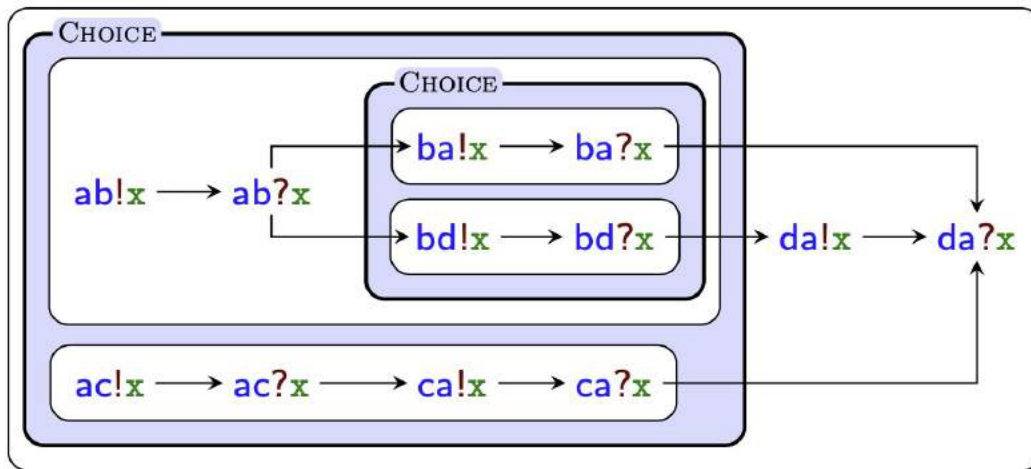 CHOICE
CHOICE
ba!x ba?x
ab!x ab?x
bd!x bd?x da!x da?x
ac!x ac?x ca!x ca?x